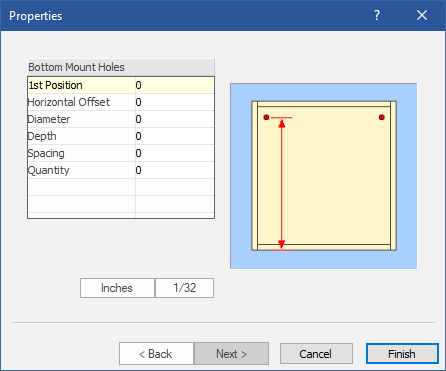 Properties ? ×
Bottom Mount Holes
1st Position 0
Horizontal Offset 0
Diameter 0
Depth 0
Spacing 0
Quantity 0
Inches 1/32
< Back Next > Cancel Finish